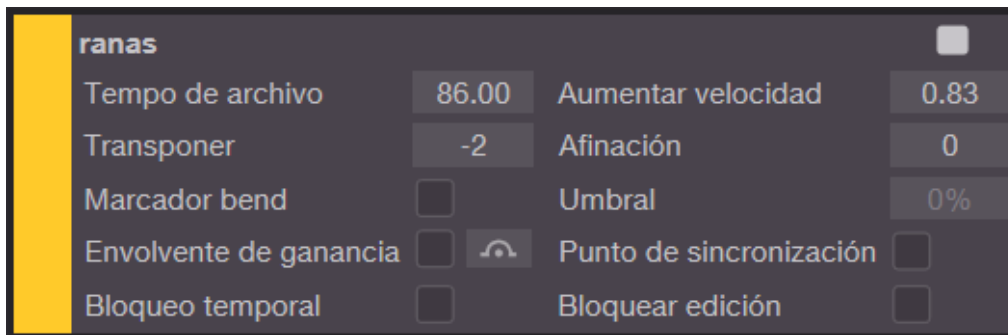 ranas
Tempo de archivo 86.00 Aumentar velocidad 0.83
Transponer -2 Afinación 0
Marcador bend Umbral 0%
Envolvente de ganancia Punto de sincronización
Bloqueo temporal Bloquear edición